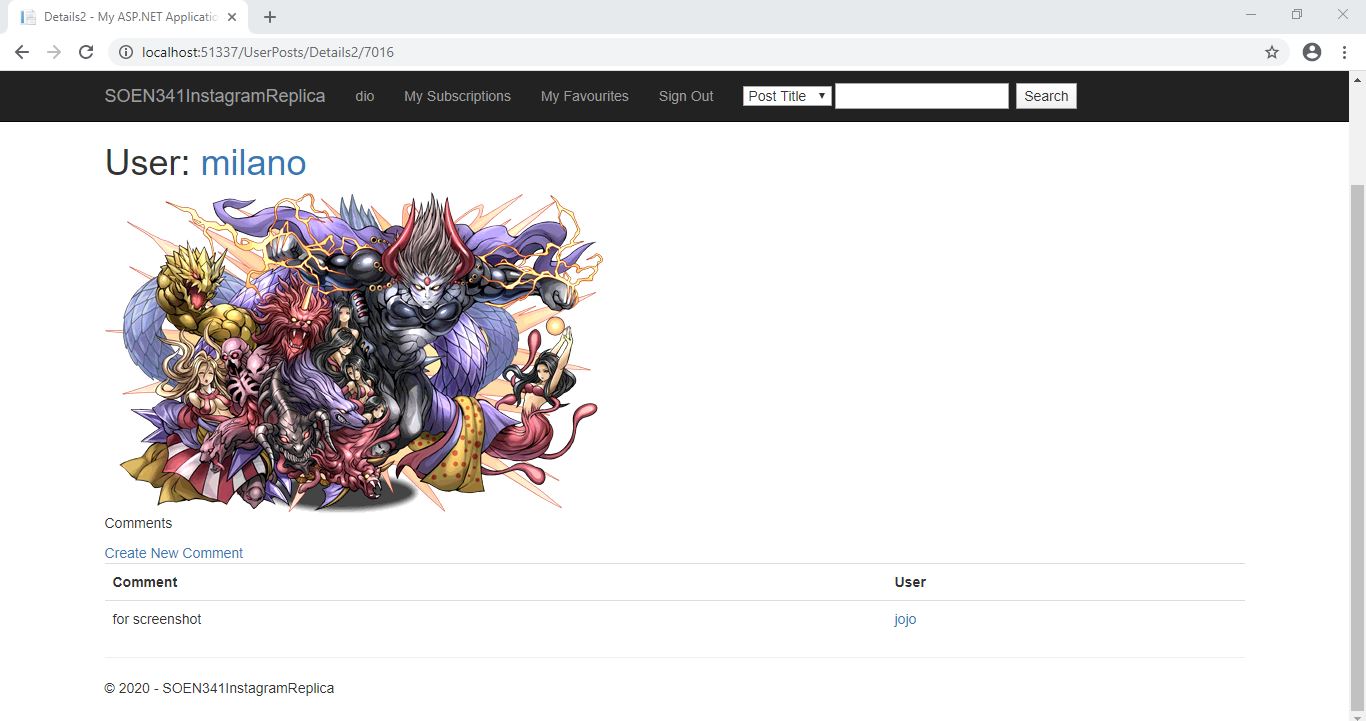 Details2 - My ASP.NET Applicatic
localhost:51337/UserPosts/Details2/7016
SOEN341InstagramReplica dio My Subscriptions My Favourites Sign Out Post Title Search
User: milano
Comments
Create New Comment
Comment User
for screenshot jojo
© 2020 - SOEN341InstagramReplica